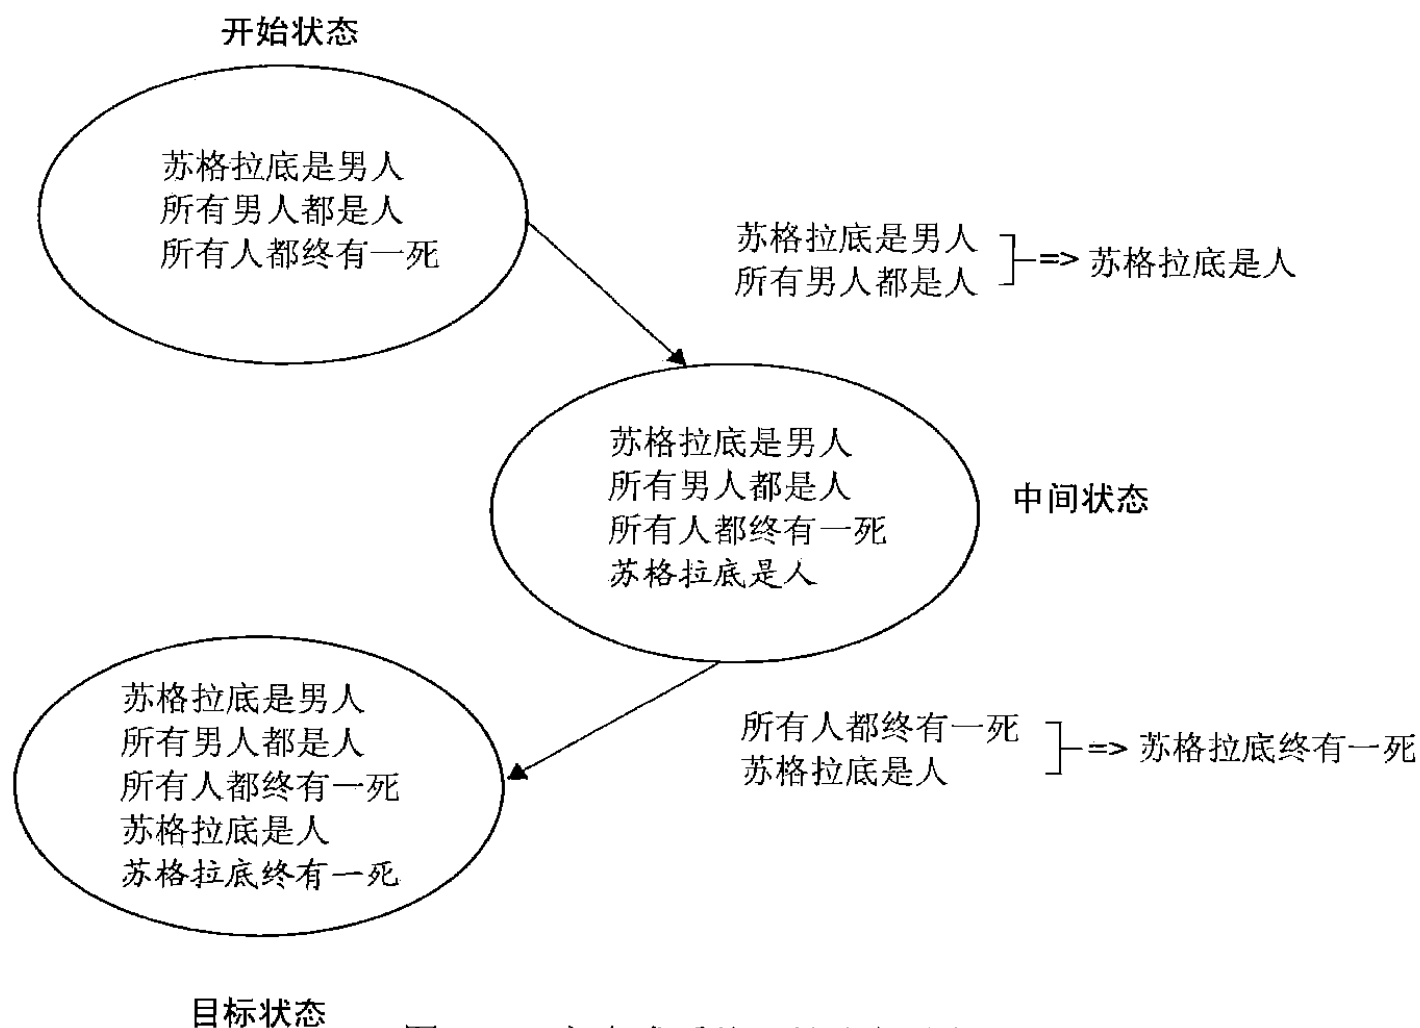 开始状态
苏格拉底是男人
所有男人都是人
所有人都终有一死
苏格拉底是男人
所有男人都是人
=> 苏格拉底是人
苏格拉底是男人
所有男人都是人
所有人都终有一死
苏格拉底是人
中间状态
苏格拉底是男人
所有男人都是人
所有人都终有一死
苏格拉底是人
苏格拉底终有一死
所有人都终有一死
苏格拉底是人
=> 苏格拉底终有一死
目标状态